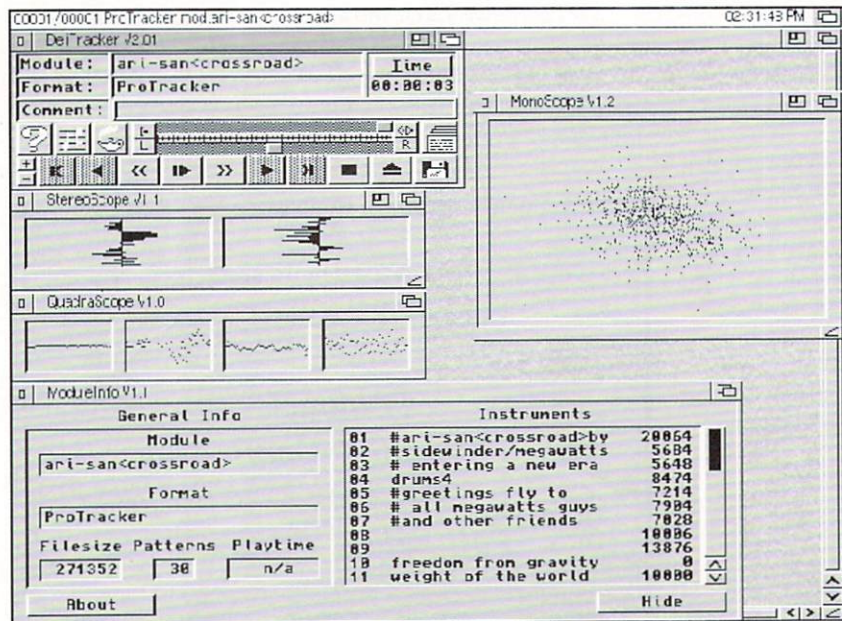 00001/00001 ProTracker mod.ari-san<crossroad> 02:31:43 PM
DeliTracker V2.01
Module: ari-san<crossroad> Time
Format: ProTracker 00:00:03
Comment:
L R
MonoScope V1.2
StereoScope V1.1
QuadraScope V1.0
ModuleInfo V1.1
General Info
Module
ari-san<crossroad>
Format
ProTracker
Filesize Patterns Playtime
271352 30 n/a
About
Instruments
01 #ari-san<crossroad>by 20064
02 #sidewinder/megawatts 5684
03 # entering a new era 5648
04 drums4 8474
05 #greetings fly to 7214
06 # all megawatts guys 7904
07 #and other friends 7028
08 10006
09 13876
10 freedom from gravity 0
11 weight of the world 10000
Hide